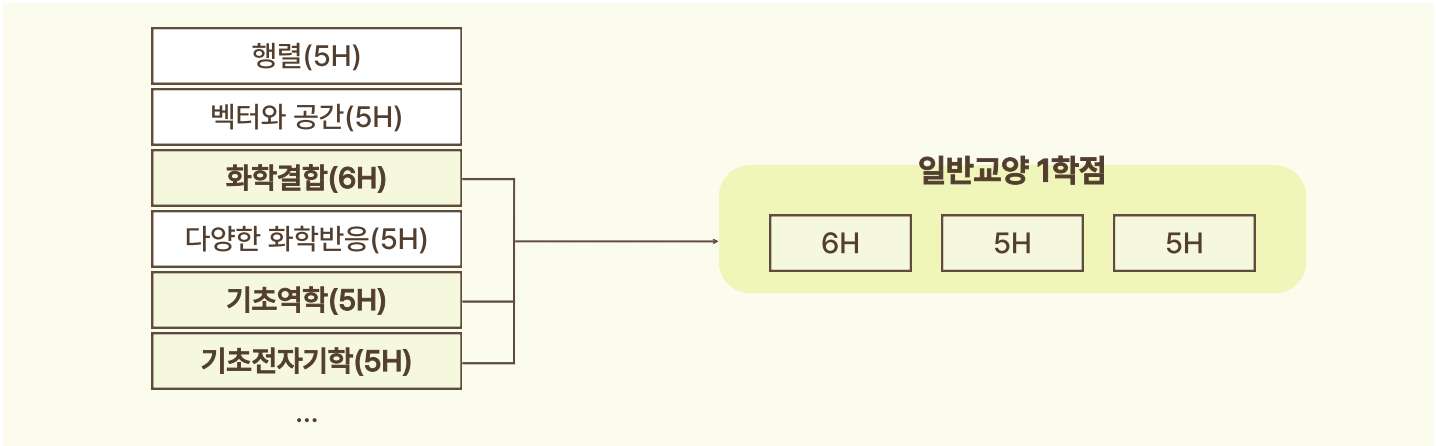 행렬(5H)
벡터와 공간(5H)
화학결합(6H)
다양한 화학반응(5H)
기초역학(5H)
기초전자기학(5H)
...
일반교양 1학점
6H
5H
5H